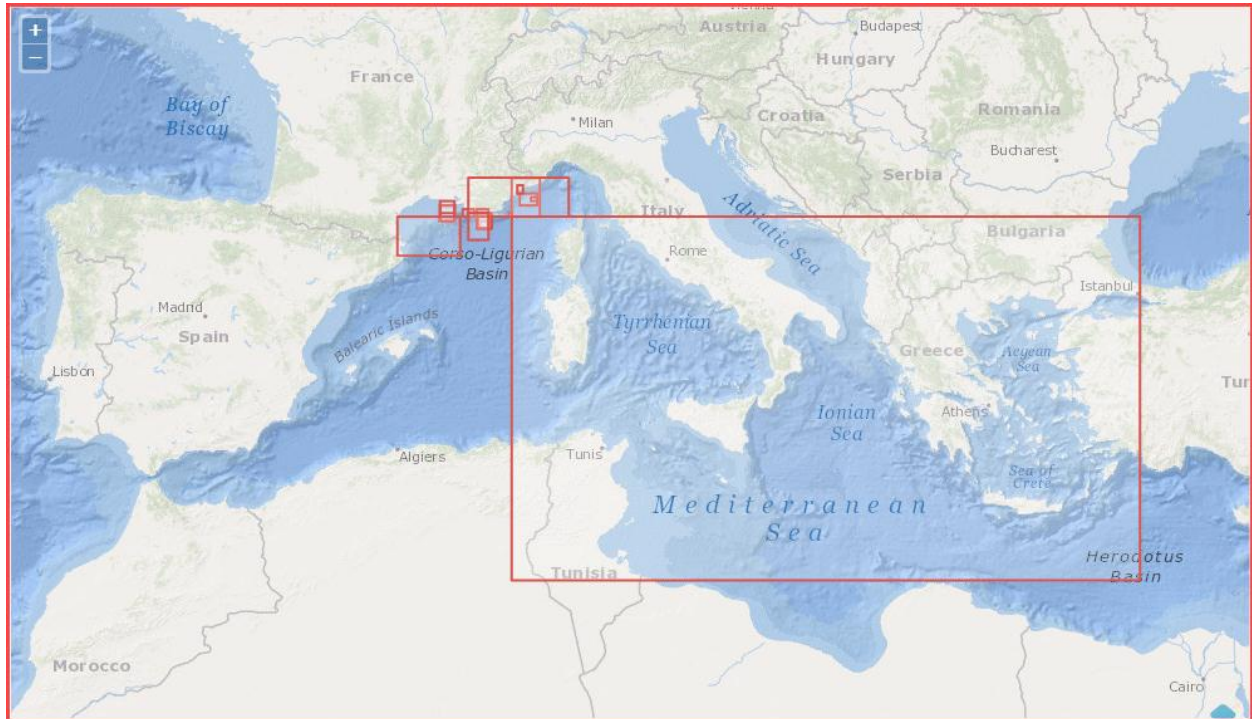 Vienna
Austria
+
−
Budapest
Hungary
France
Bay of
Biscay
Romania
Croatia
Milan
Bucharest
Serbia
Italy
Adriatic Sea
Bulgaria
Corso-Ligurian
Basin
Rome
Istanbul
Madrid
Spain
Balearic Islands
Tyrrhenian
Sea
Greece
Aegean
Sea
Lisbon
Tur
Athens
Ionian
Sea
Algiers
Tunis
Sea of
Crete
Mediterranean
Sea
Herodotus
Basin
Tunisia
Morocco
Cairo